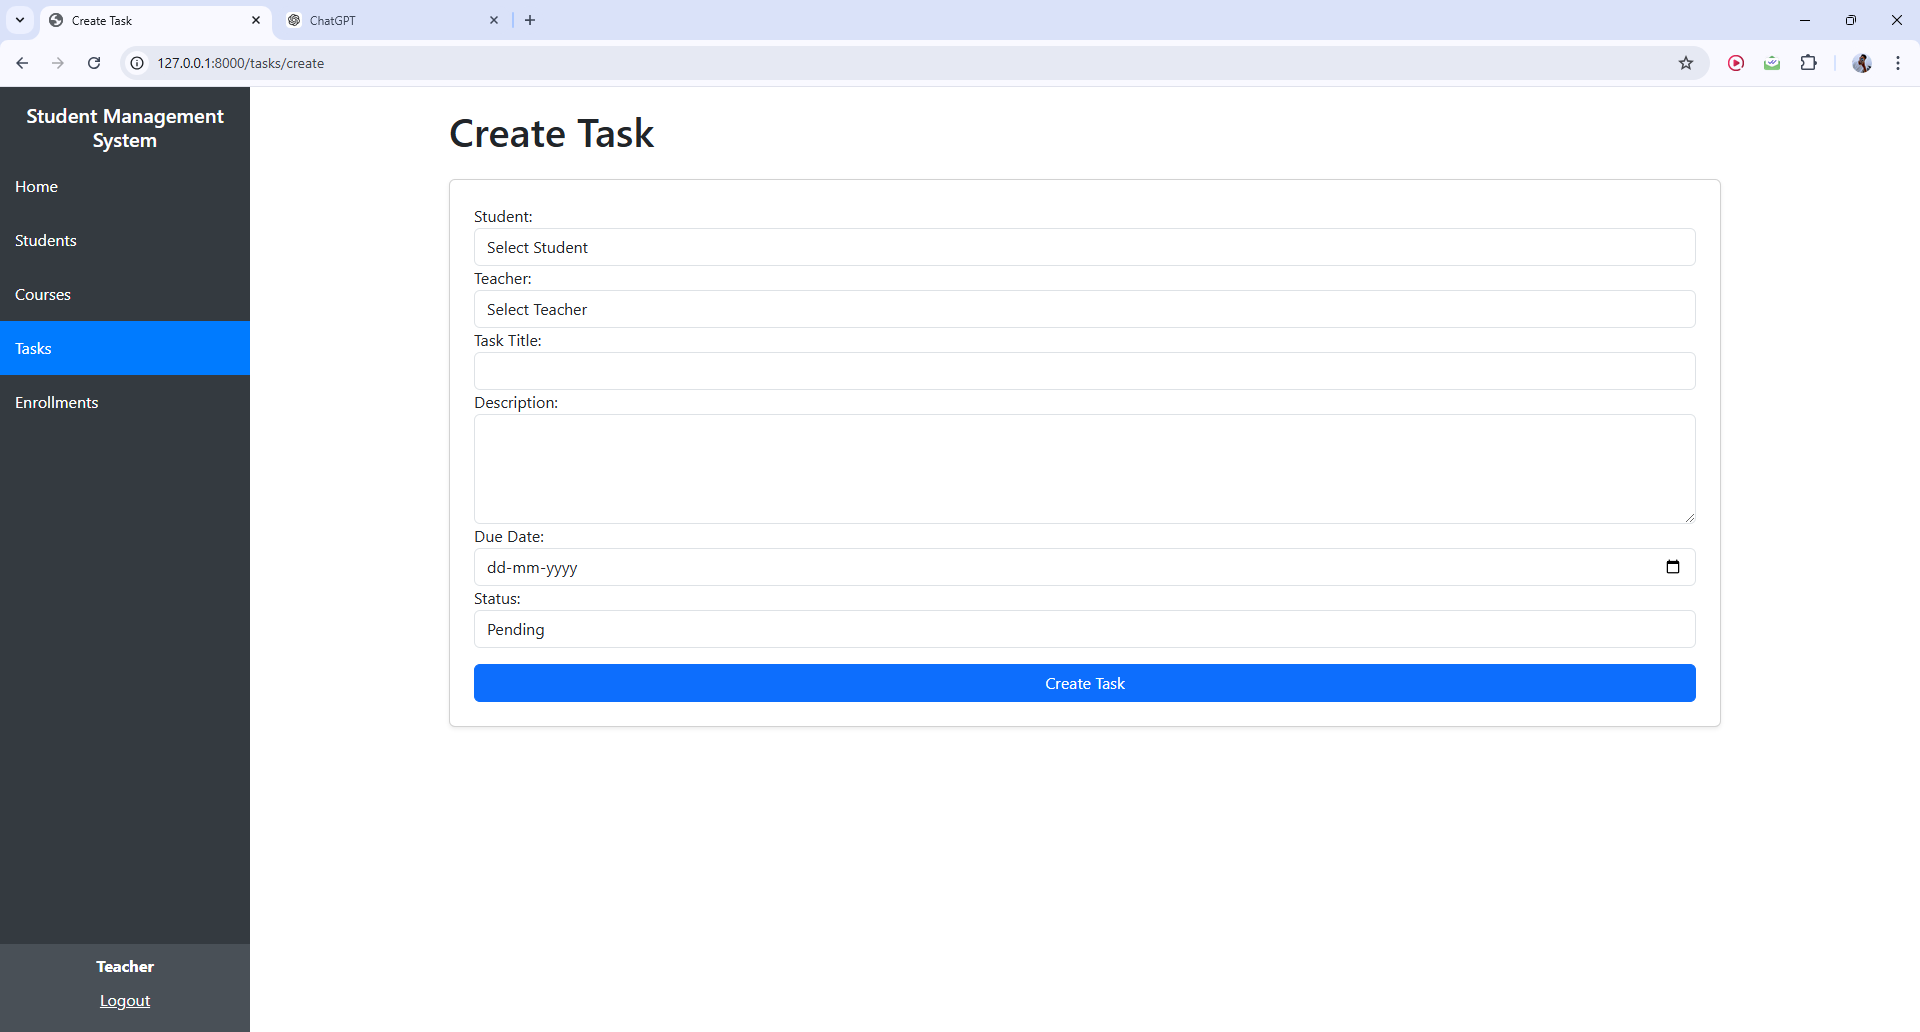 Create Task
ChatGPT
127.0.0.1:8000/tasks/create
Student Management
System
Home
Students
Courses
Tasks
Enrollments
Teacher
Logout
Create Task
Student:
Select Student
Teacher:
Select Teacher
Task Title:
Description:
Due Date:
dd-mm-yyyy
Status:
Pending
Create Task